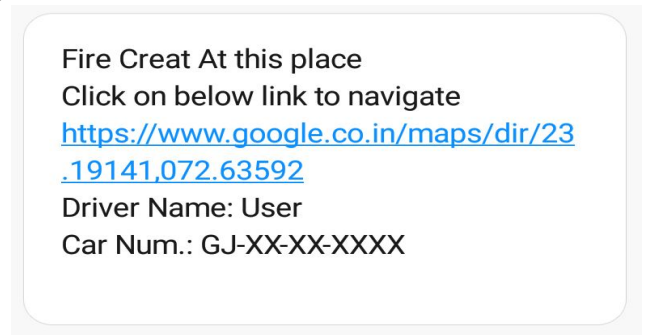 Fire Creat At this place
Click on below link to navigate
https://www.google.co.in/maps/dir/23
.19141,072.63592
Driver Name: User
Car Num.: GJ-XX-XX-XXXX